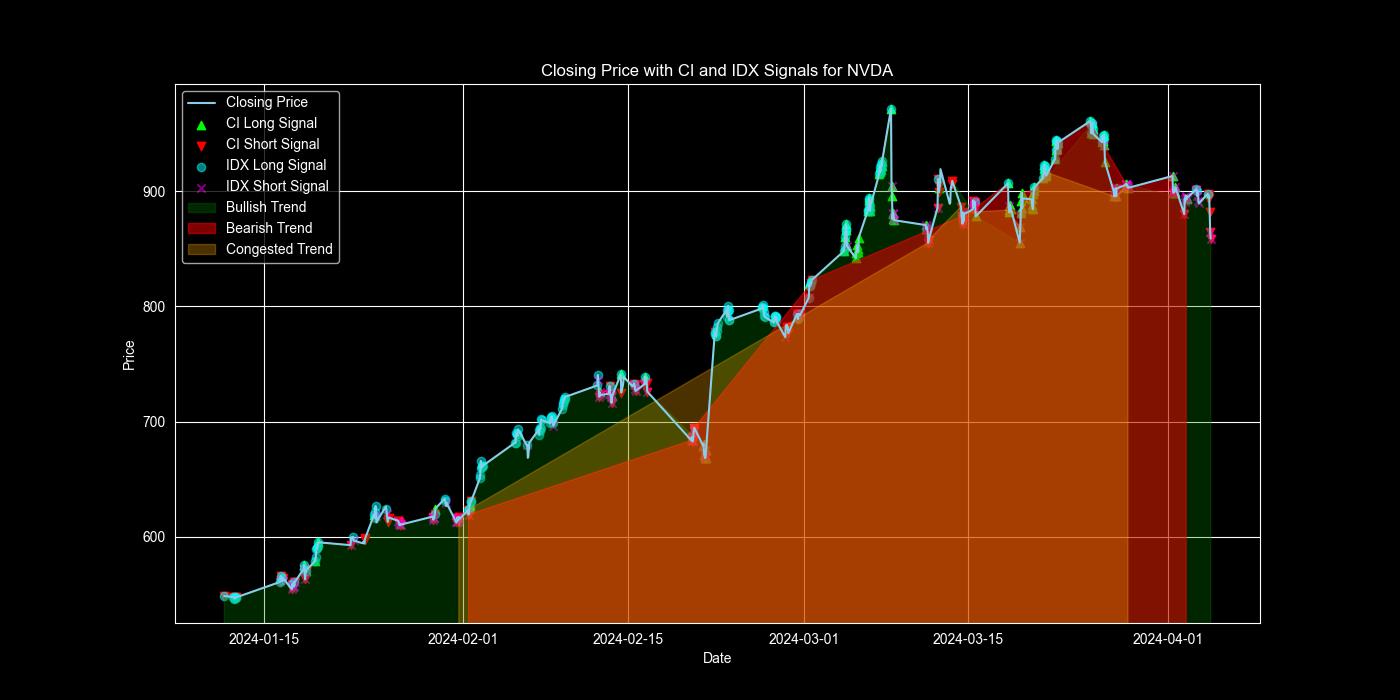 Closing Price with CI and IDX Signals for NVDA
Closing Price
CI Long Signal
CI Short Signal
IDX Long Signal
IDX Short Signal
Bullish Trend
Bearish Trend
Congested Trend
Price
900
800
700
600
2024-01-15
2024-02-01
2024-02-15
2024-03-01
2024-03-15
2024-04-01
Date